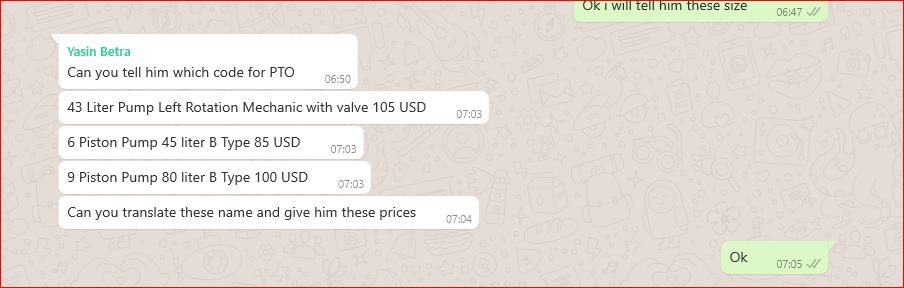 Ok i will tell him these size
06:47
Yasin Betra
Can you tell him which code for PTO
06:50
43 Liter Pump Left Rotation Mechanic with valve 105 USD
07:03
6 Piston Pump 45 liter B Type 85 USD
07:03
9 Piston Pump 80 liter B Type 100 USD
07:03
Can you translate these name and give him these prices
07:04
Ok
07:05